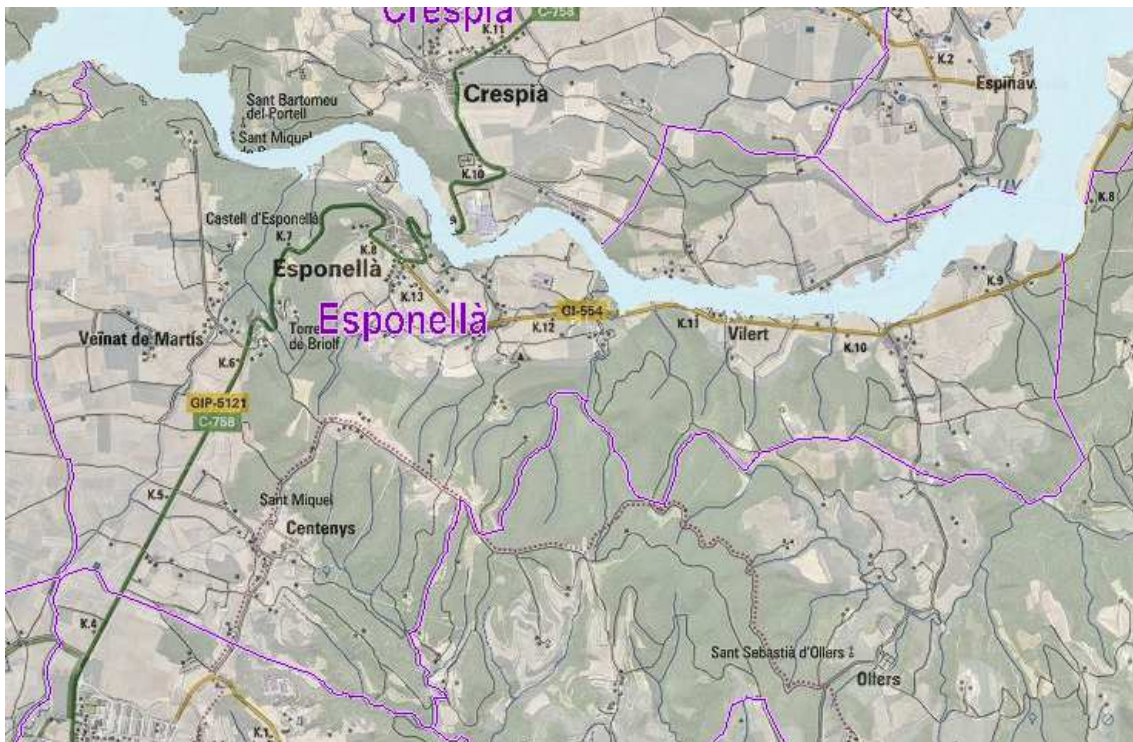 Crespià
C-758
K.11
K.2
Espinav
Crespià
Sant Bartomeu
del Portell
Sant Miquel
K.10
K.8
Castell d'Esponellà
9
K.7
K.8
Esponellà
K.9
K.13
Esponellà
GI-554
K.12
K.11
Vilert
K.10
Torre
de Briolf
Veïnat de Martís
K.6
GIP-5121
C-758
Sant Miquel
K.5
Centenys
K.4
Sant Sebastià d'Ollers
Ollers
K.1